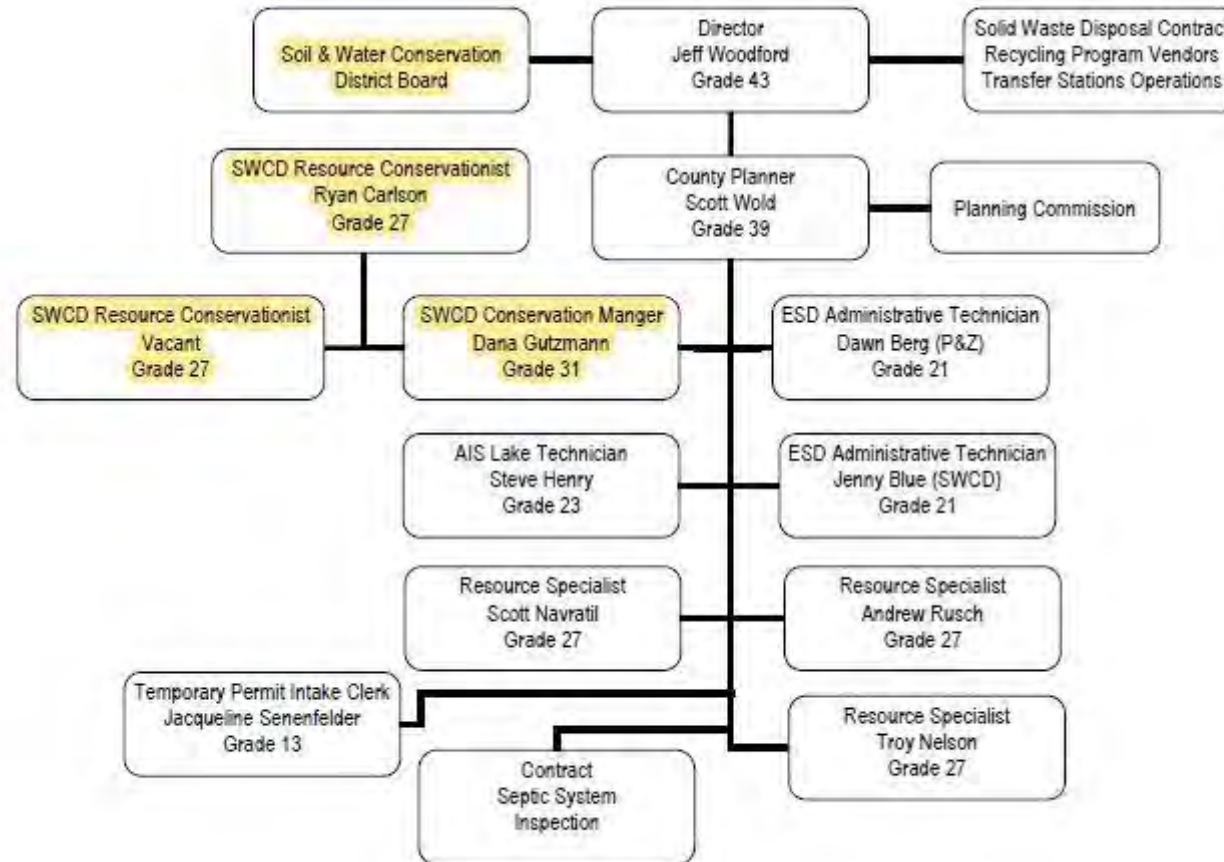 Soil & Water Conservation
District Board
Director
Jeff Woodford
Grade 43
Solid Waste Disposal Contrac
Recycling Program Vendors
Transfer Stations Operations
SWCD Resource Conservationist
Ryan Carlson
Grade 27
County Planner
Scott Wold
Grade 39
Planning Commission
SWCD Resource Conservationist
Vacant
Grade 27
SWCD Conservation Manger
Dana Gutzmann
Grade 31
ESD Administrative Technician
Dawn Berg (P&Z)
Grade 21
AIS Lake Technician
Steve Henry
Grade 23
ESD Administrative Technician
Jenny Blue (SWCD)
Grade 21
Resource Specialist
Scott Navratil
Grade 27
Resource Specialist
Andrew Rusch
Grade 27
Temporary Permit Intake Clerk
Jacqueline Senenfelder
Grade 13
Resource Specialist
Troy Nelson
Grade 27
Contract
Septic System
Inspection